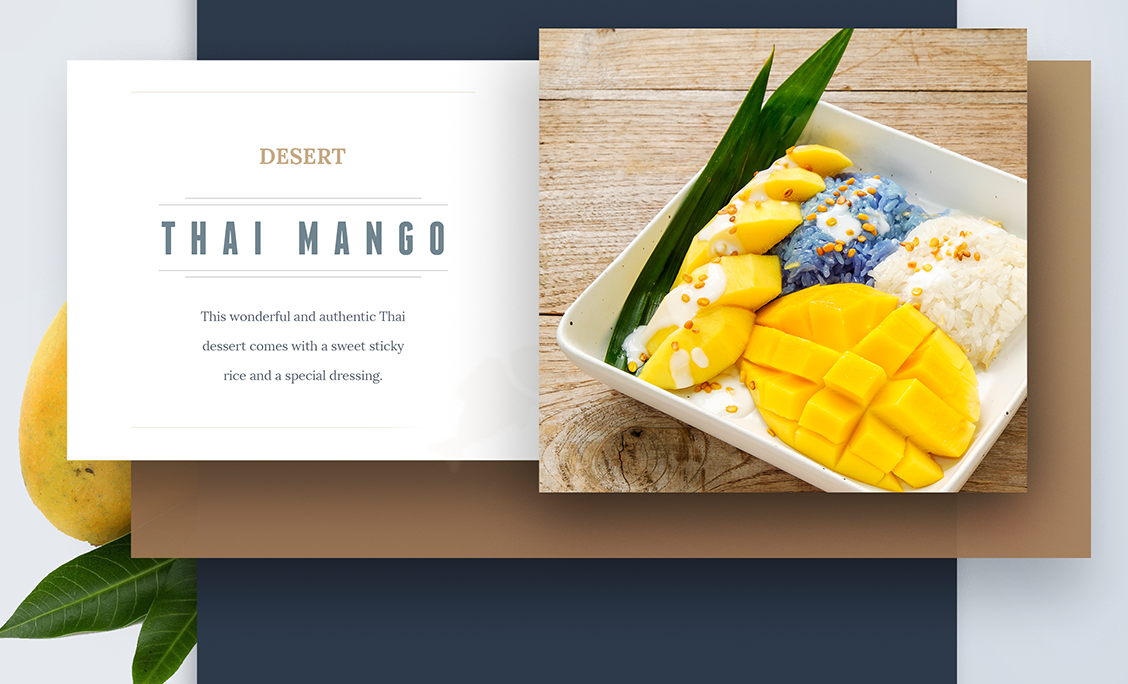 DESERT
THAI MANGO
This wonderful and authentic Thai
dessert comes with a sweet sticky
rice and a special dressing.